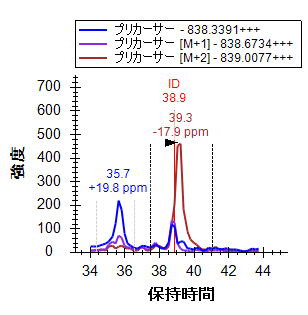 プリカーサー - 838.3391+++
プリカーサー [M+1] - 838.6734+++
プリカーサー [M+2] - 839.0077+++
ID
38.9
39.3
-17.9 ppm
35.7
+19.8 ppm
強度
700
600
500
400
300
200
100
0
34 36 38 40 42 44
保持時間